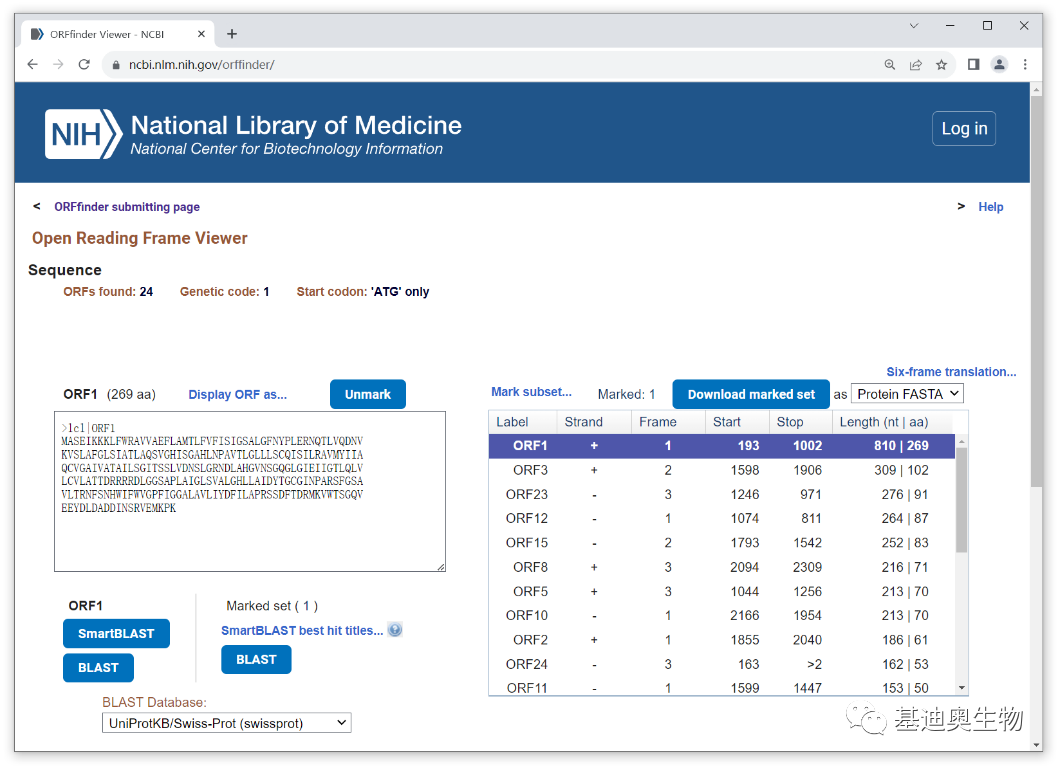 ORFfinder Viewer - NCBI
ncbi.nlm.nih.gov/orffinder/
NIH National Library of Medicine
National Center for Biotechnology Information
Log in
< ORFfinder submitting page
> Help
Open Reading Frame Viewer
Sequence
ORFs found: 24 Genetic code: 1 Start codon: 'ATG' only
Six-frame translation...
ORF1 (269 aa) Display ORF as... Unmark
Mark subset... Marked: 1 Download marked set as Protein FASTA
>lcl|ORF1
MASEIKKKLFWRAVVAEFLAMTLFVFISIGSALGFNYPLERNQTLVQDNV
KVSLAFGLSIATLAQSVGHISGAHLNPAVTLGLLLSCQISILRAVMYIIA
QCVGAIVATAILSGITSSLVDNSLGRNDLAHGVNSGQGLGIEIIGTLQLV
LCVLATTDRRRRDLGGSAPLAIGLSVALGHLLAIDYTGCGINPARSFGSA
VLTRNFSNHWIFWVGPFIGGALAVLIYDFILAPRSSDFTDRMKVWTSGQV
EEYDLDADDINSRVEMKPK
Label Strand Frame Start Stop Length (nt | aa)
ORF1 + 1 193 1002 810 | 269
ORF3 + 2 1598 1906 309 | 102
ORF23 - 3 1246 971 276 | 91
ORF12 - 1 1074 811 264 | 87
ORF15 - 2 1793 1542 252 | 83
ORF8 + 3 2094 2309 216 | 71
ORF5 + 3 1044 1256 213 | 70
ORF10 - 1 2166 1954 213 | 70
ORF2 + 1 1855 2040 186 | 61
ORF24 - 3 163 >2 162 | 53
ORF11 - 1 1599 1447 153 | 50
ORF1
SmartBLAST
BLAST
Marked set ( 1 )
SmartBLAST best hit titles... ?
BLAST
BLAST Database:
UniProtKB/Swiss-Prot (swissprot)
基迪奥生物